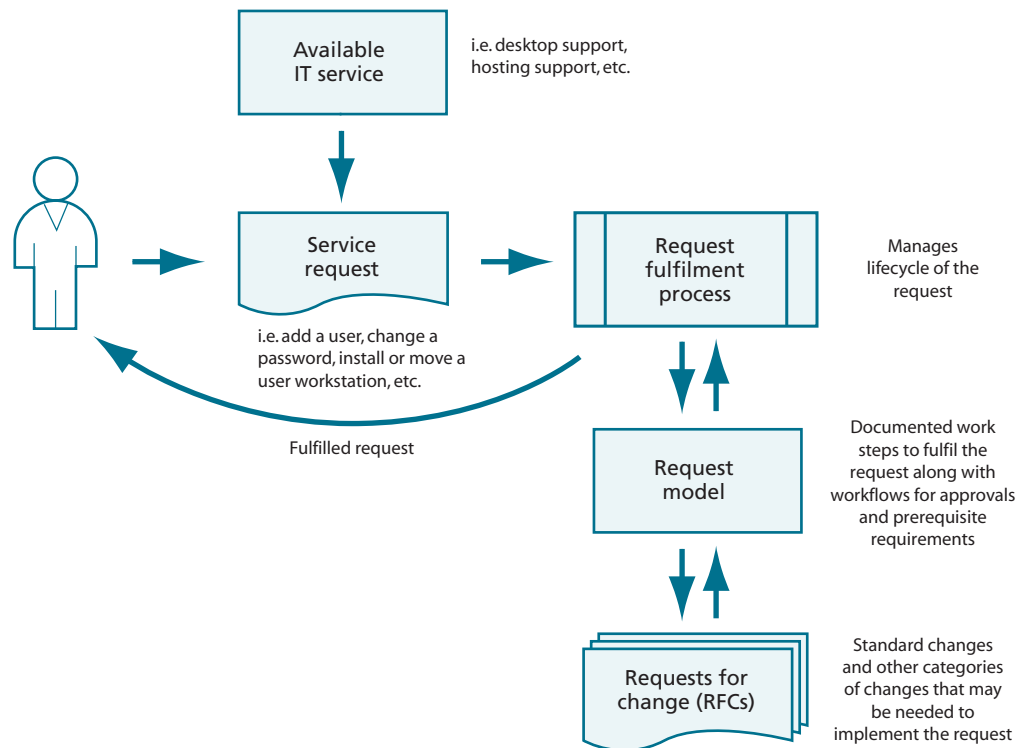 Available
IT service
i.e. desktop support,
hosting support, etc.
Service
request
i.e. add a user, change a
password, install or move a
user workstation, etc.
Request
fulfilment
process
Manages
lifecycle of the
request
Fulfilled request
Request
model
Documented work
steps to fulfil the
request along with
workflows for approvals
and prerequisite
requirements
Requests for
change (RFCs)
Standard changes
and other categories
of changes that may
be needed to
implement the request